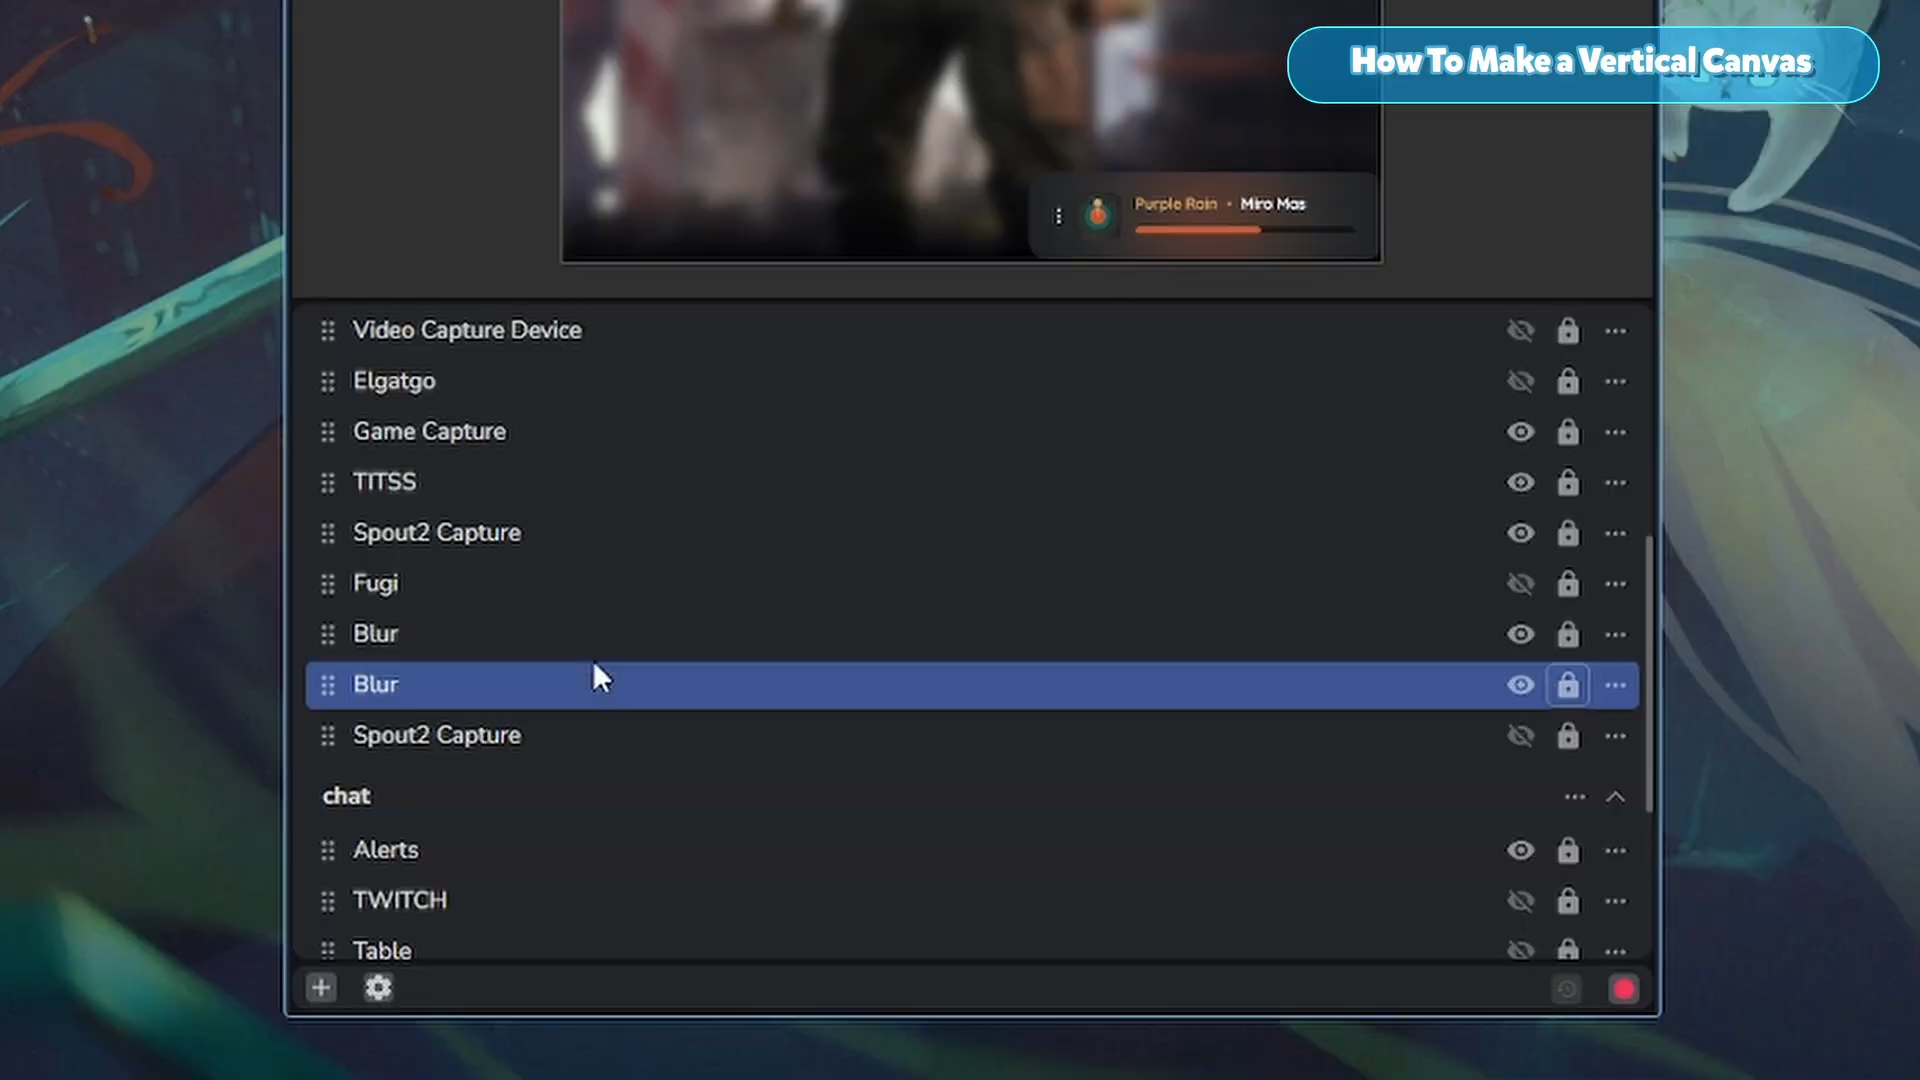 How To Make a Vertical Canvas
Purple Rain • Miro Mas
Video Capture Device
Elgatgo
Game Capture
TITSS
Spout2 Capture
Fugi
Blur
Blur
Spout2 Capture
chat
Alerts
TWITCH
Table